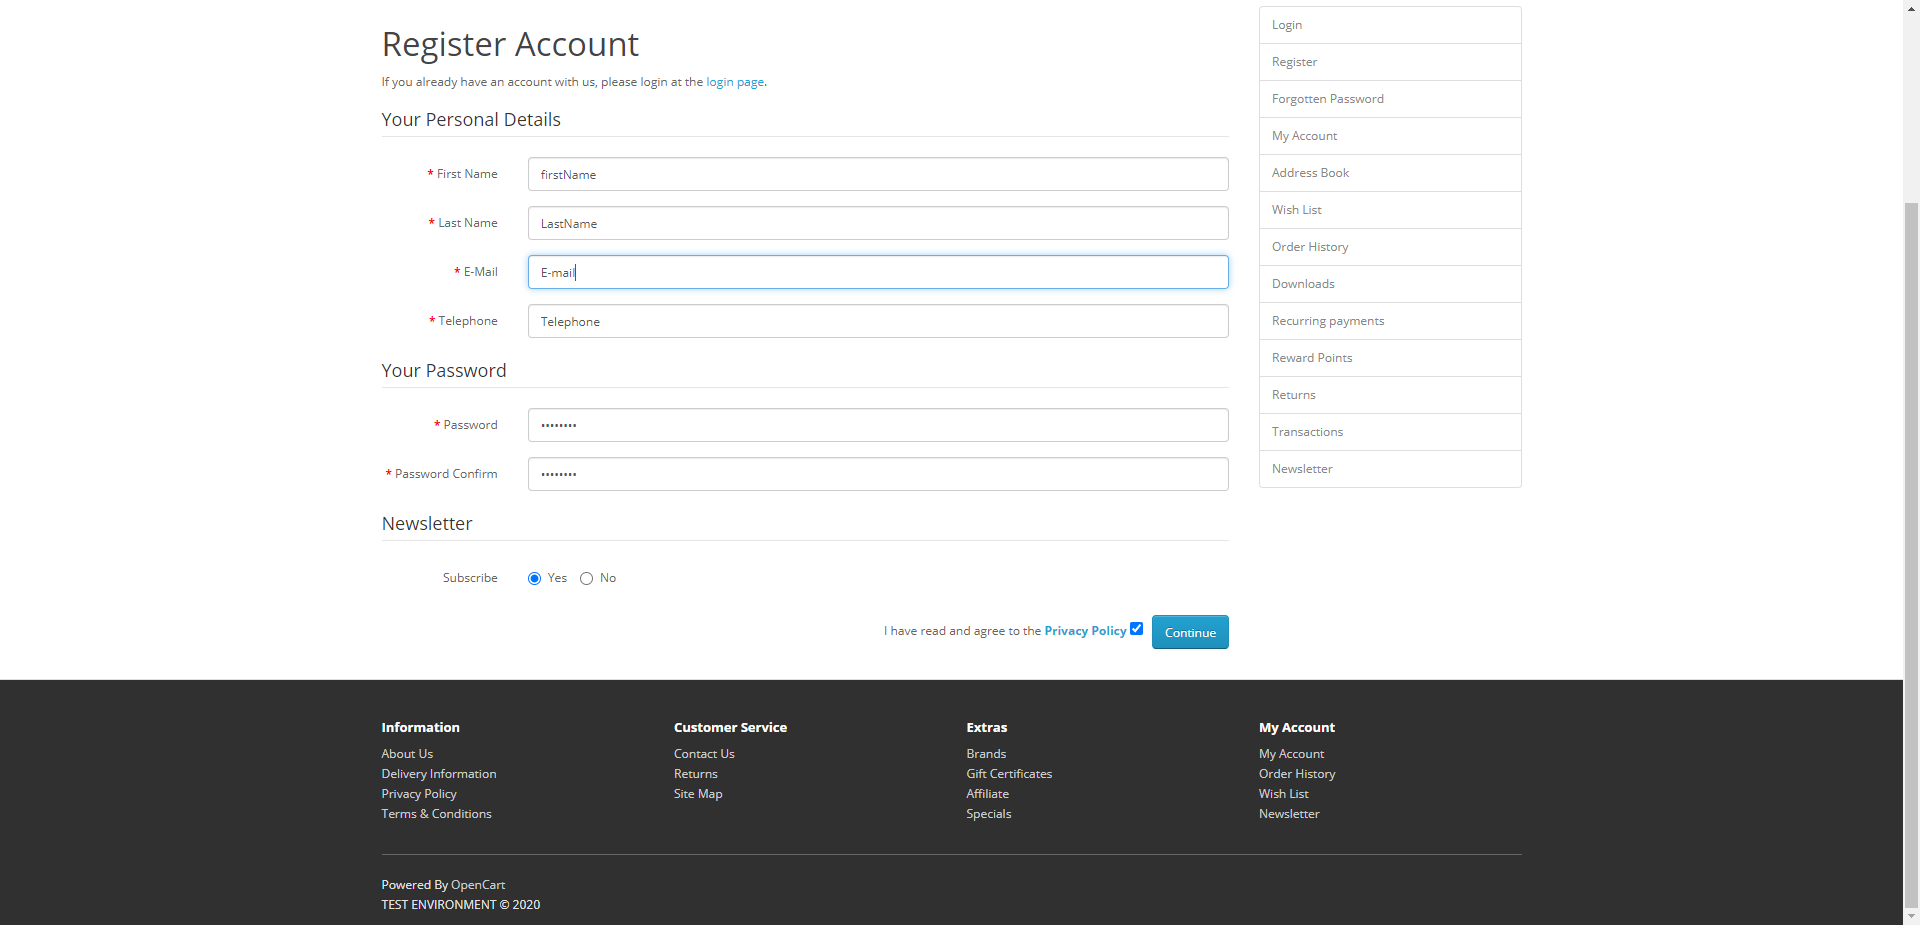 Register Account
If you already have an account with us, please login at the login page.
Your Personal Details
* First Name
firstName
* Last Name
LastName
* E-Mail
E-mail
* Telephone
Telephone
Your Password
* Password
••••••••
* Password Confirm
••••••••
Newsletter
Subscribe
Yes
No
I have read and agree to the Privacy Policy
Continue
Login
Register
Forgotten Password
My Account
Address Book
Wish List
Order History
Downloads
Recurring payments
Reward Points
Returns
Transactions
Newsletter
Information
About Us
Delivery Information
Privacy Policy
Terms & Conditions
Customer Service
Contact Us
Returns
Site Map
Extras
Brands
Gift Certificates
Affiliate
Specials
My Account
My Account
Order History
Wish List
Newsletter
Powered By OpenCart
TEST ENVIRONMENT © 2020